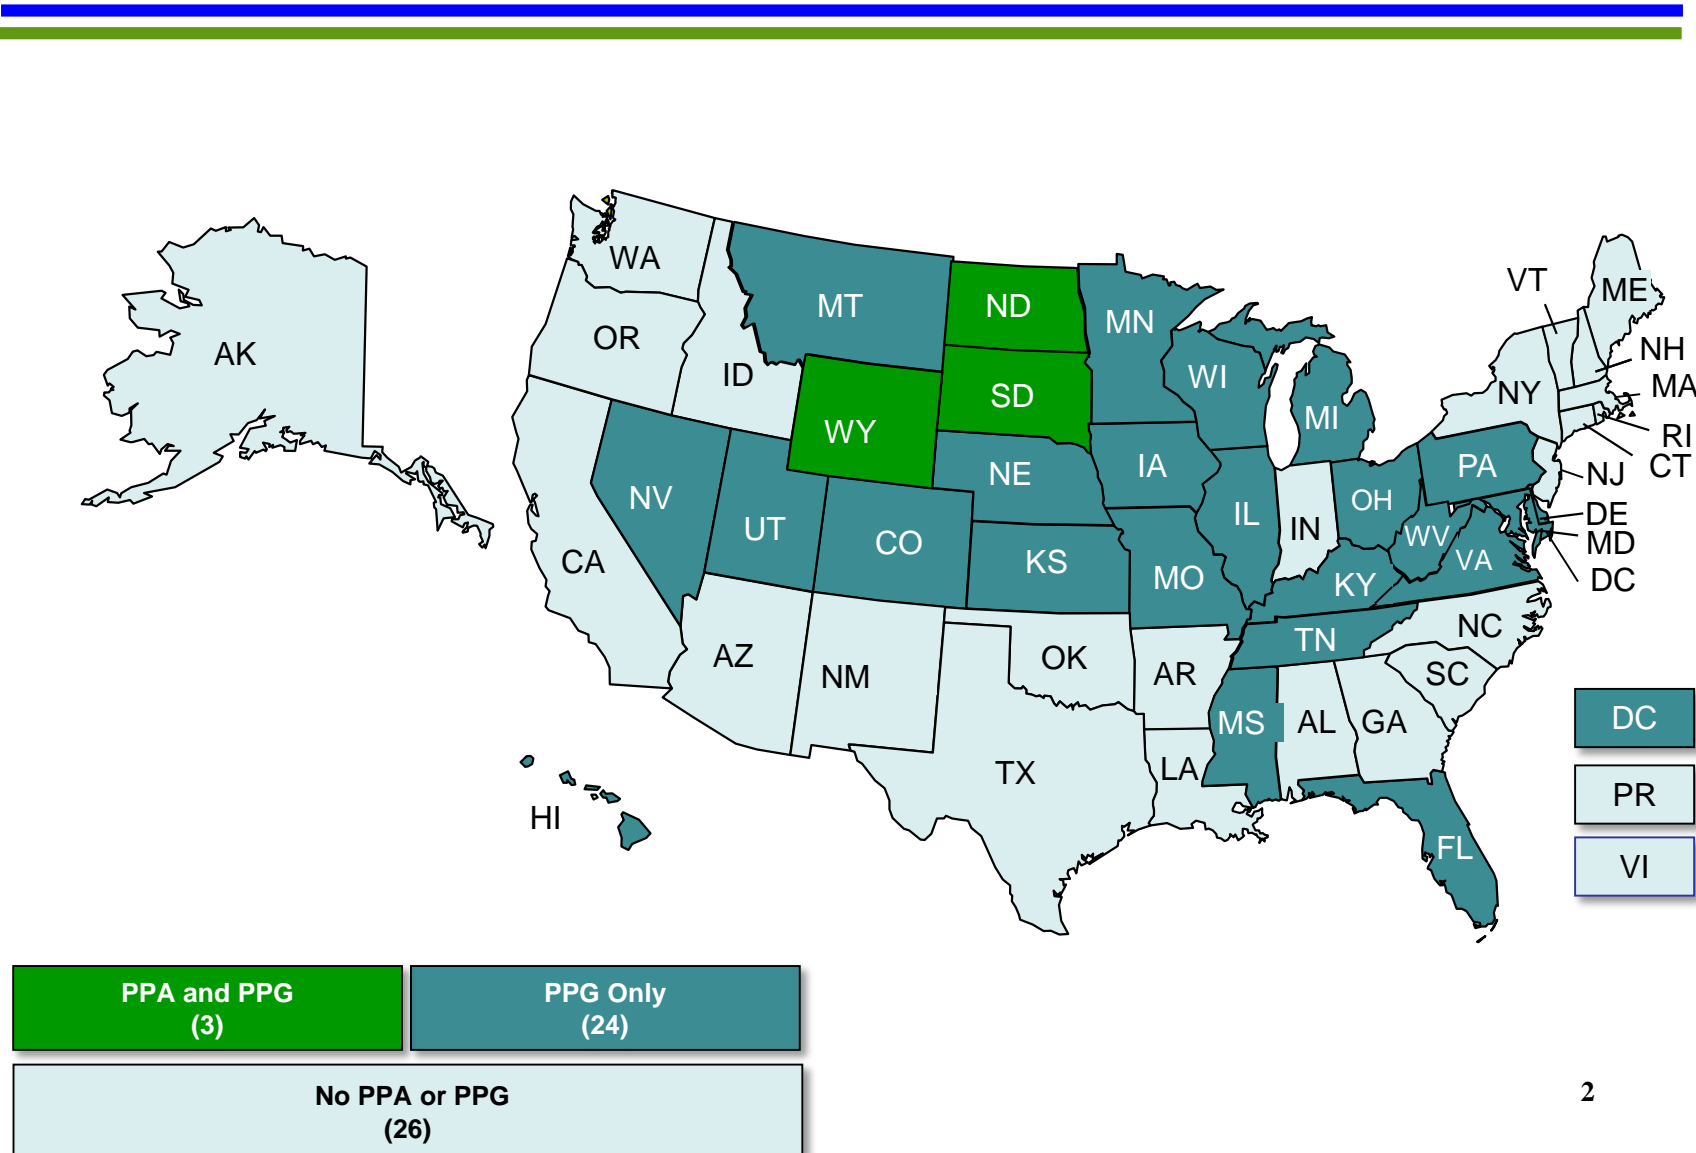 WA
MT
ND
MN
VT
ME
AK
OR
ID
SD
WI
MI
NY
NH
MA
WY
RI
CT
NV
UT
CO
NE
IA
IL
IN
OH
PA
NJ
DE
MD
DC
CA
KS
MO
KY
WV
VA
AZ
NM
OK
AR
TN
NC
SC
MS
AL
GA
DC
TX
LA
PR
HI
FL
VI
PPA and PPG
(3)
PPG Only
(24)
No PPA or PPG
(26)
2